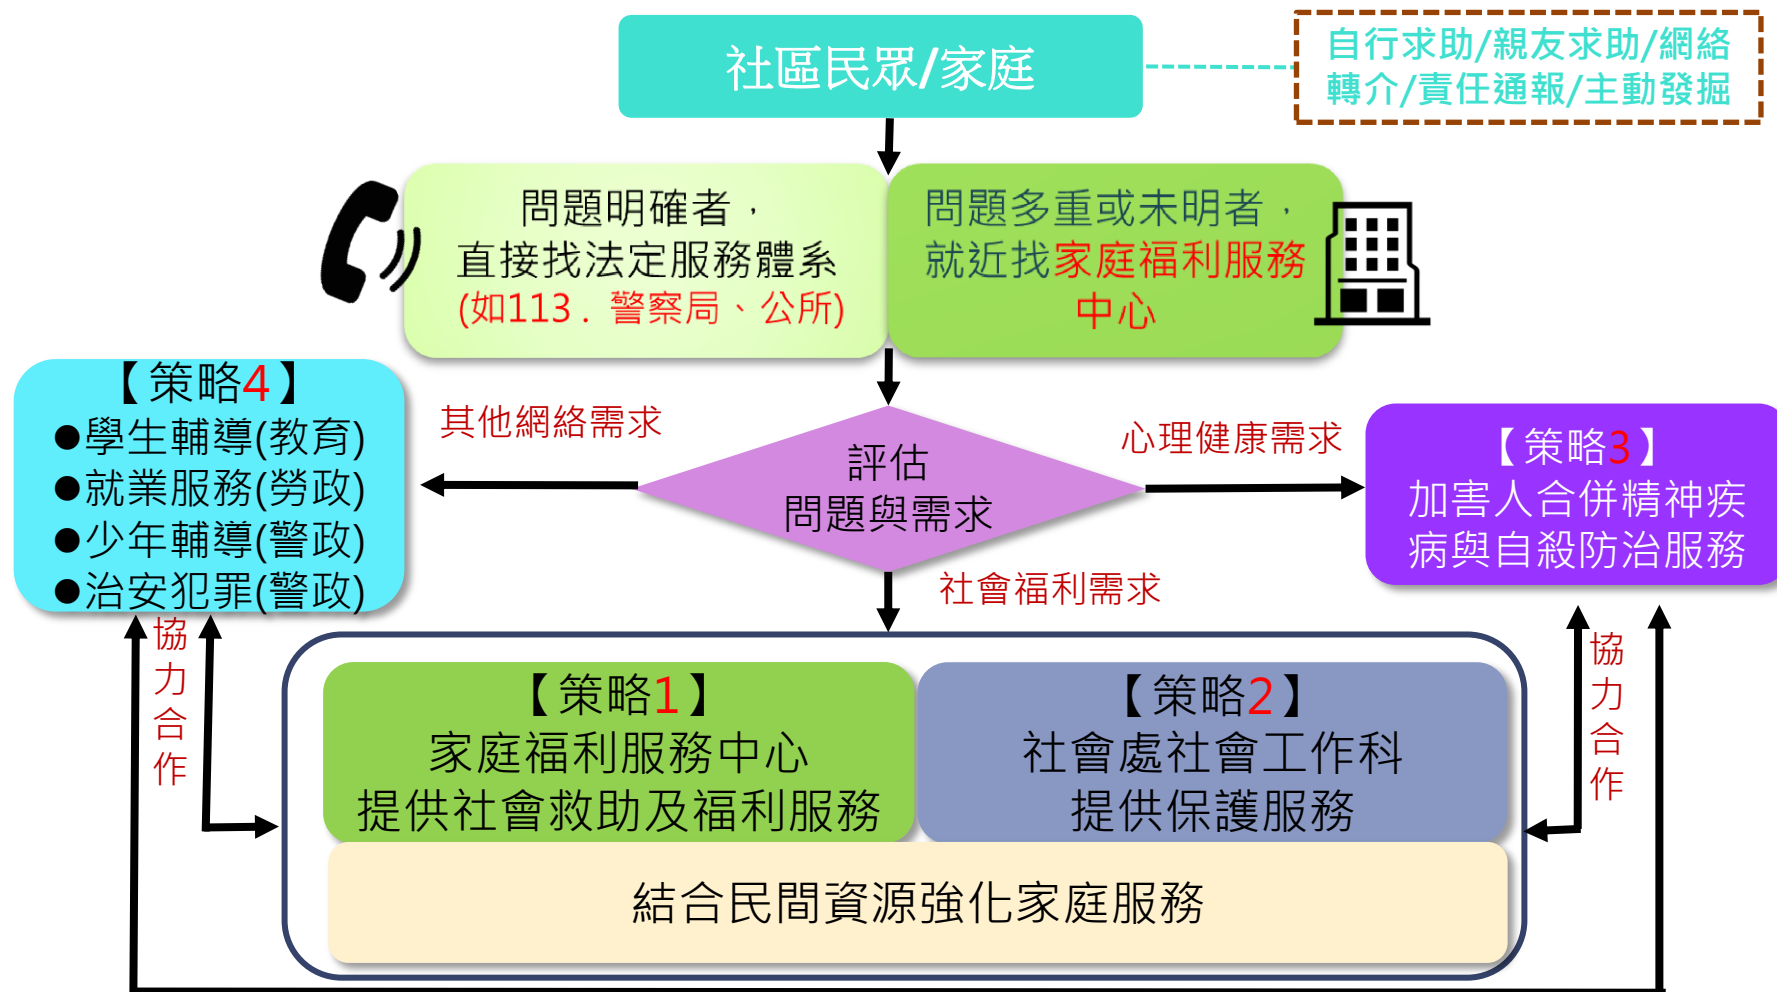 社區民眾/家庭
自行求助/親友求助/網絡
轉介/責任通報/主動發掘
問題明確者，
直接找法定服務體系
(如113．警察局、公所)
問題多重或未明者，
就近找家庭福利服務
中心
【策略4】
●學生輔導(教育)
●就業服務(勞政)
●少年輔導(警政)
●治安犯罪(警政)
其他網絡需求
評估
問題與需求
心理健康需求
【策略3】
加害人合併精神疾
病與自殺防治服務
社會福利需求
協力合作
【策略1】
家庭福利服務中心
提供社會救助及福利服務
【策略2】
社會處社會工作科
提供保護服務
協力合作
結合民間資源強化家庭服務